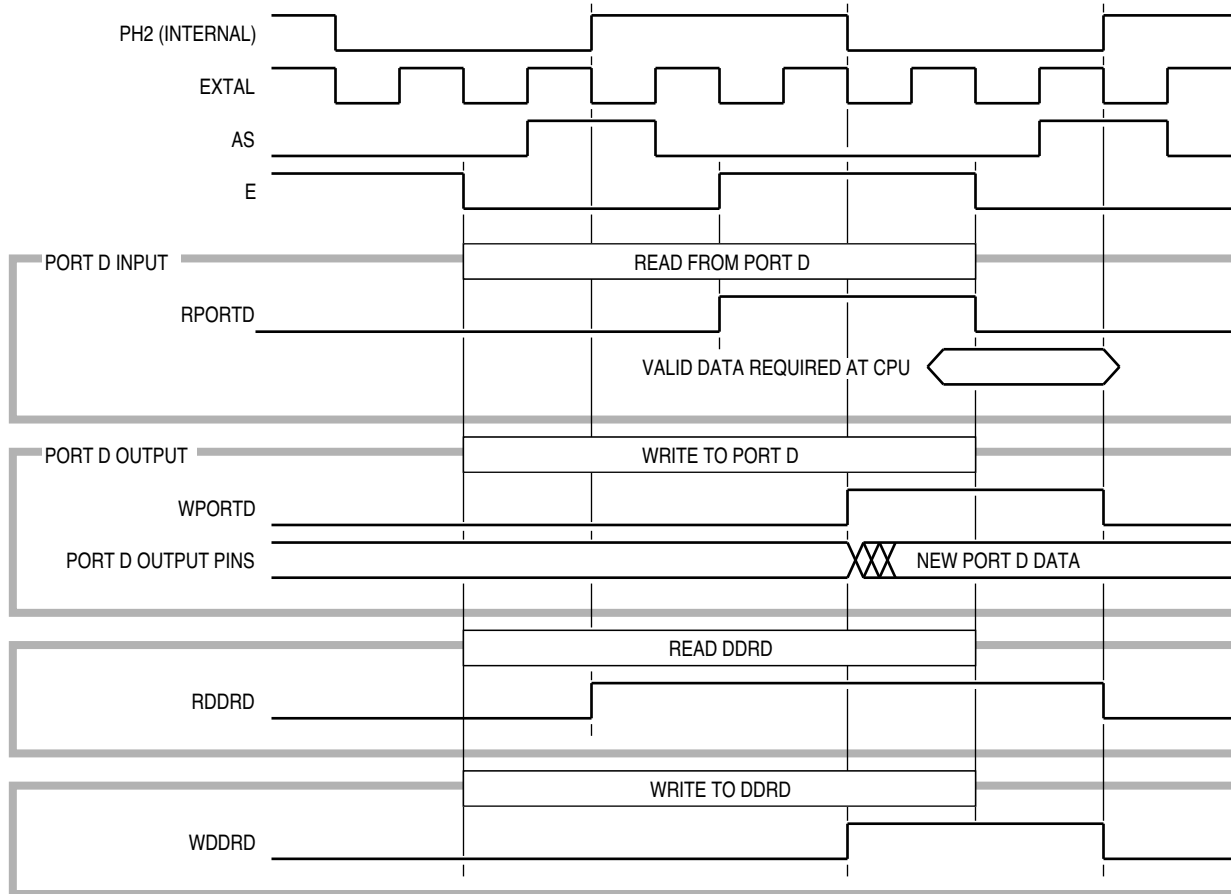 PH2 (INTERNAL)
EXTAL
AS
E
PORT D INPUT
READ FROM PORT D
RPORTD
VALID DATA REQUIRED AT CPU
PORT D OUTPUT
WRITE TO PORT D
WPORTD
PORT D OUTPUT PINS
NEW PORT D DATA
READ DDRD
RDDRD
WRITE TO DDRD
WDDRD